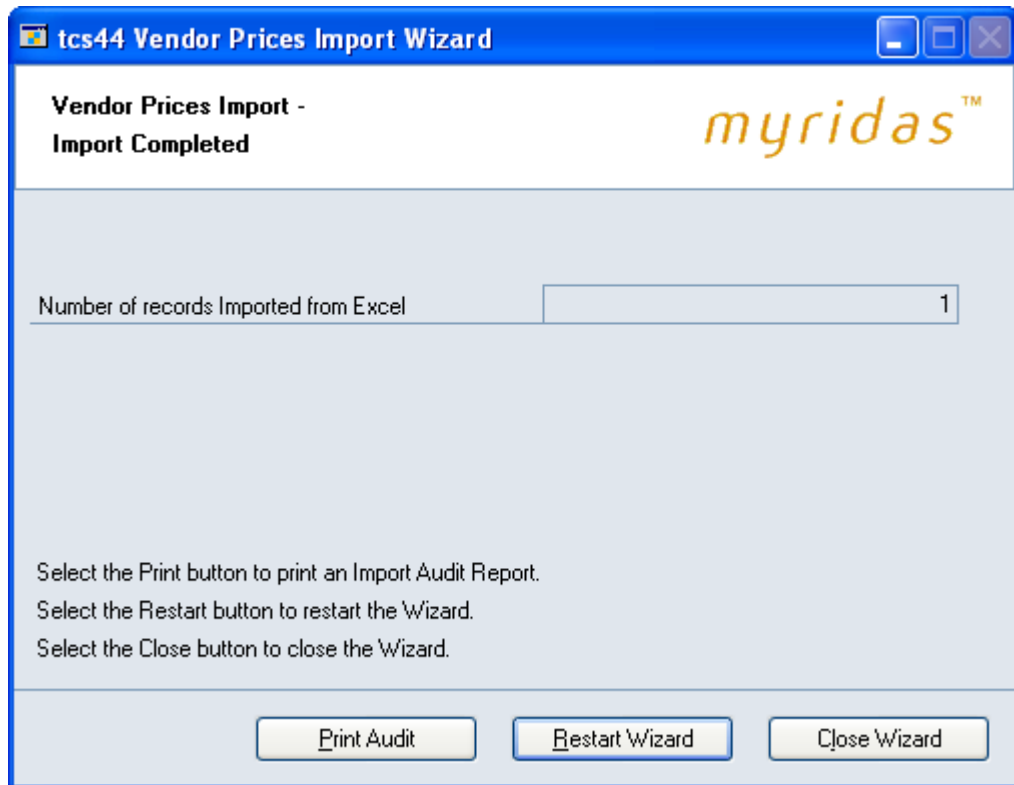 tcs44 Vendor Prices Import Wizard
Vendor Prices Import -
Import Completed
myridas™
Number of records Imported from Excel 1
Select the Print button to print an Import Audit Report.
Select the Restart button to restart the Wizard.
Select the Close button to close the Wizard.
Print Audit Restart Wizard Close Wizard